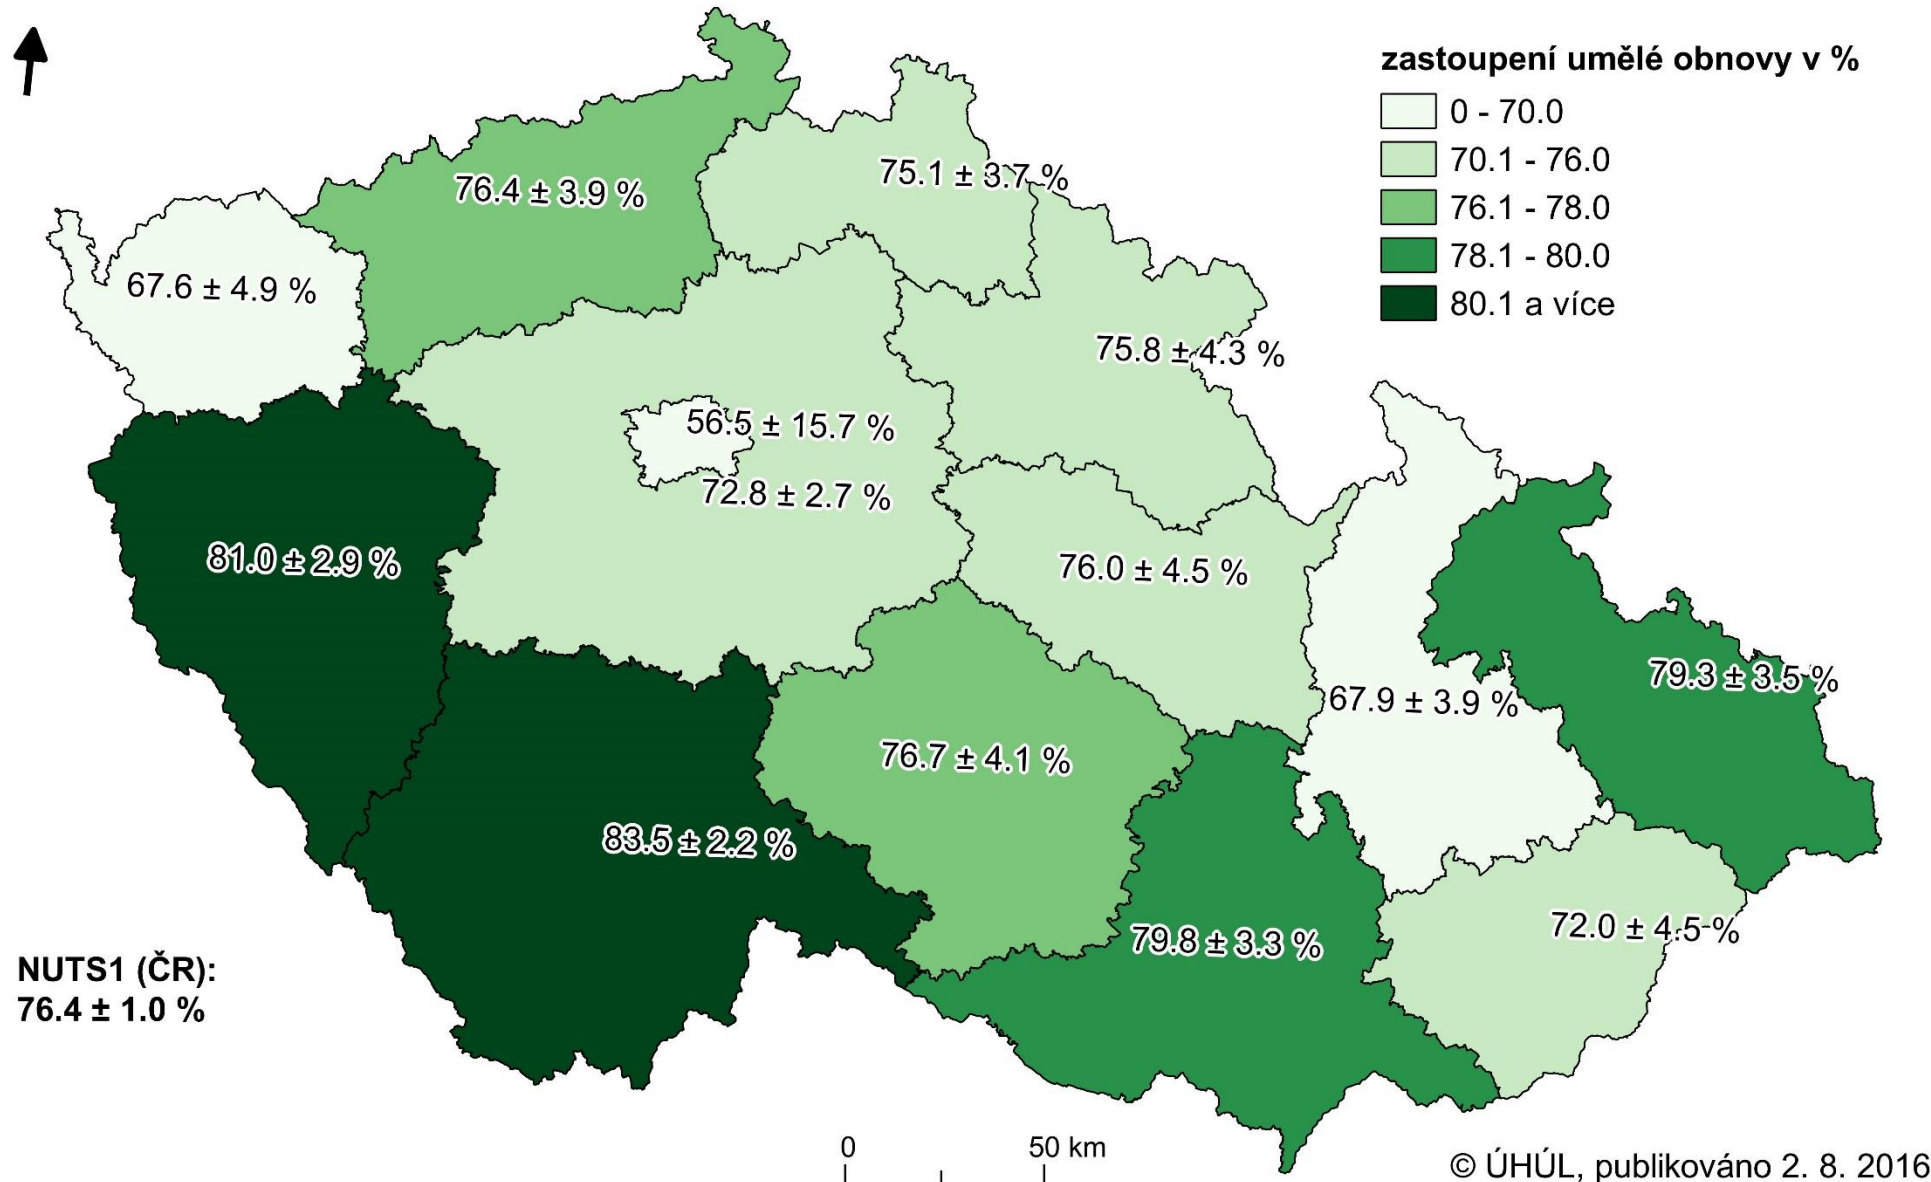 zastoupení umělé obnovy v %
0 - 70.0
70.1 - 76.0
76.1 - 78.0
78.1 - 80.0
80.1 a více
75.1 ± 3.7 %
76.4 ± 3.9 %
67.6 ± 4.9 %
75.8 ± 4.3 %
56.5 ± 15.7 %
72.8 ± 2.7 %
81.0 ± 2.9 %
76.0 ± 4.5 %
79.3 ± 3.5 %
67.9 ± 3.9 %
76.7 ± 4.1 %
83.5 ± 2.2 %
72.0 ± 4.5 %
79.8 ± 3.3 %
NUTS1 (ČR):
76.4 ± 1.0 %
0 50 km
© ÚHÚL, publikováno 2. 8. 2016